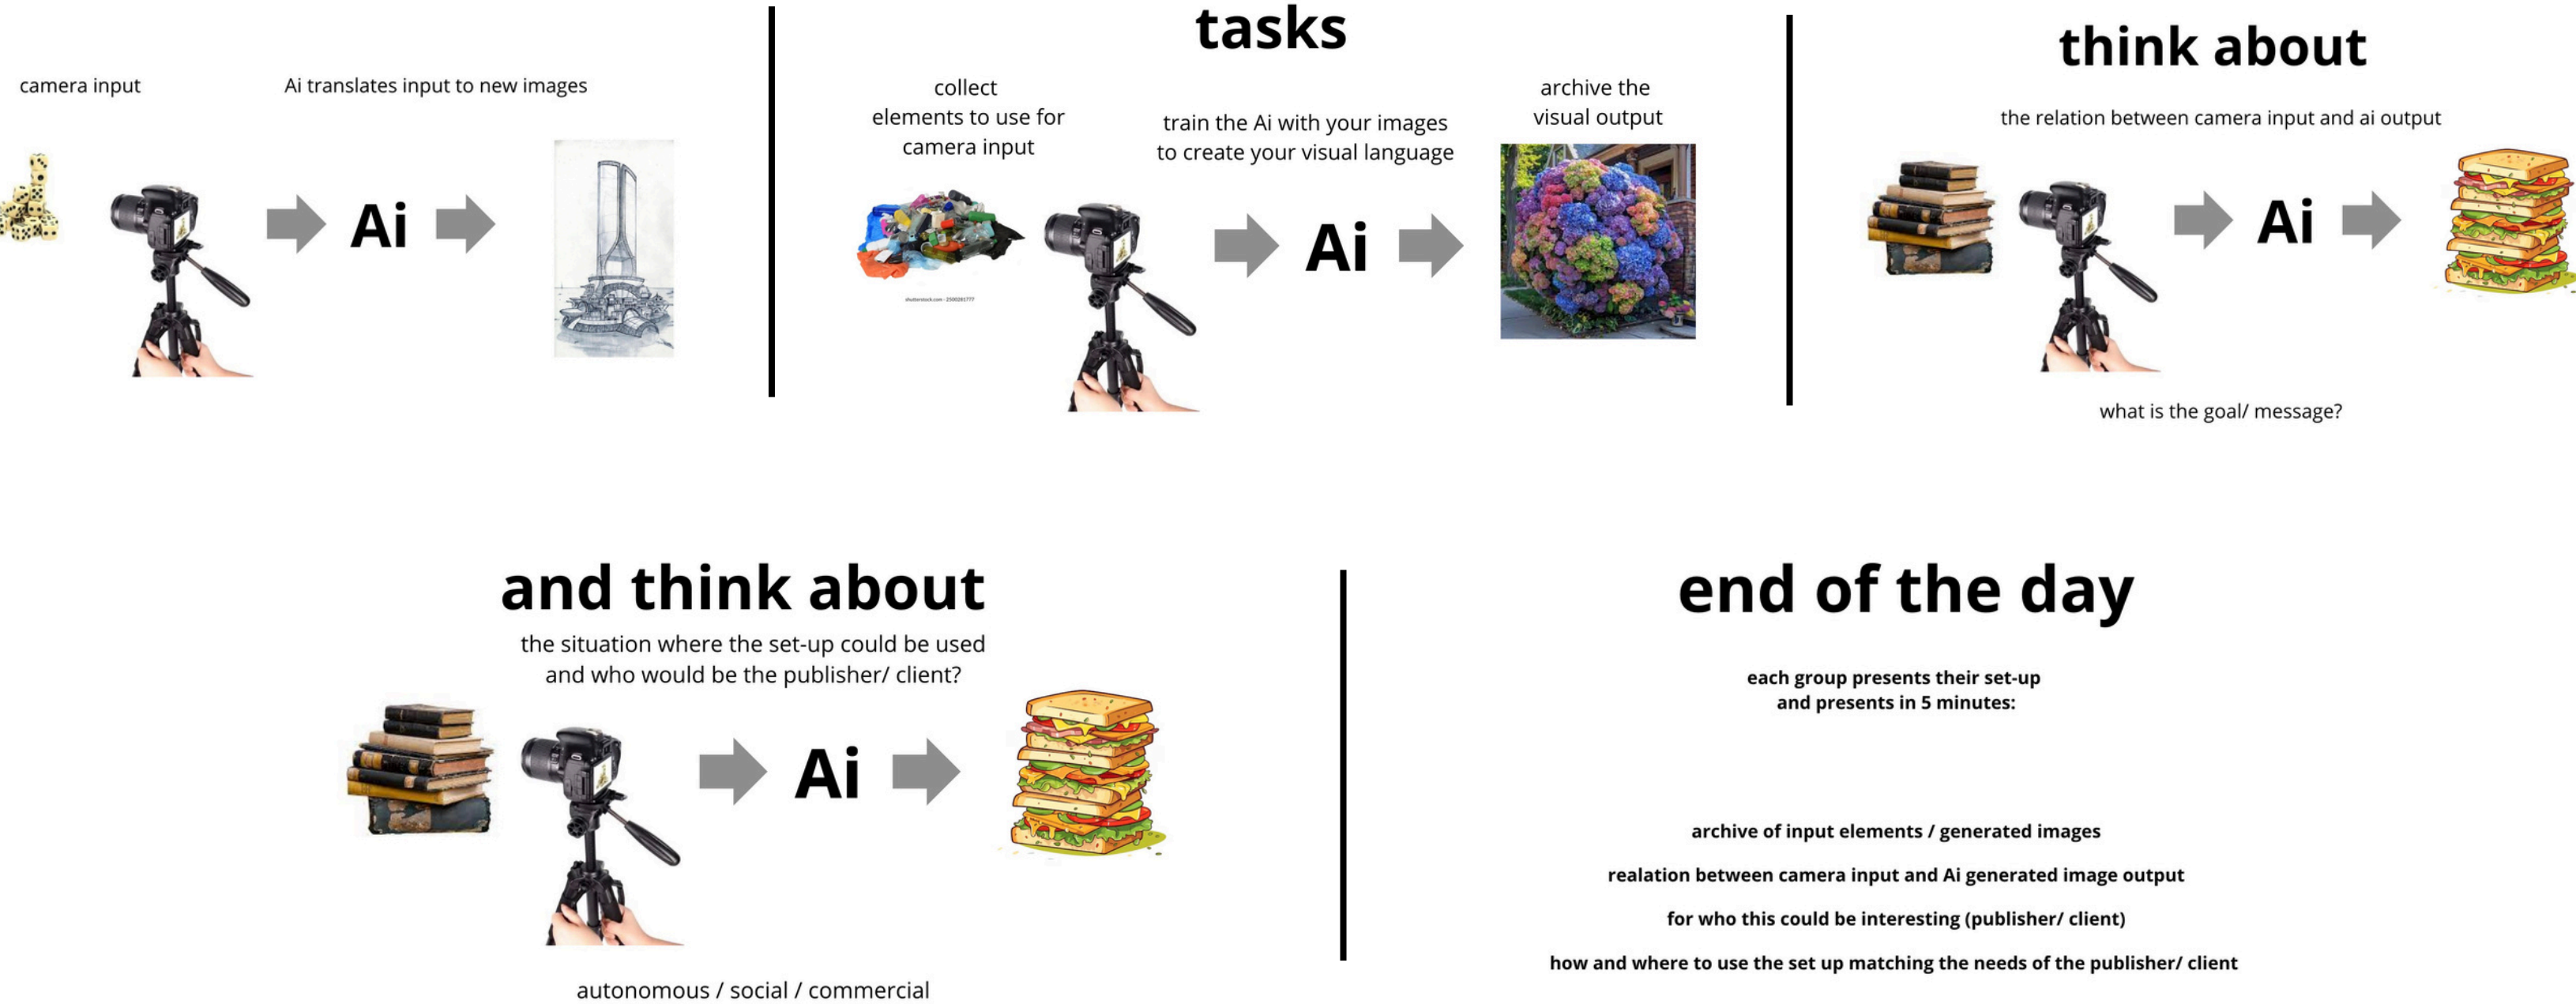 camera input
Ai translates input to new images
Ai
tasks
collect
elements to use for
camera input
train the Ai with your images
to create your visual language
archive the
visual output
Ai
shutterstock.com · 2500281777
think about
the relation between camera input and ai output
Ai
what is the goal/ message?
and think about
the situation where the set-up could be used
and who would be the publisher/ client?
Ai
autonomous / social / commercial
end of the day
each group presents their set-up
and presents in 5 minutes:
archive of input elements / generated images
realation between camera input and Ai generated image output
for who this could be interesting (publisher/ client)
how and where to use the set up matching the needs of the publisher/ client